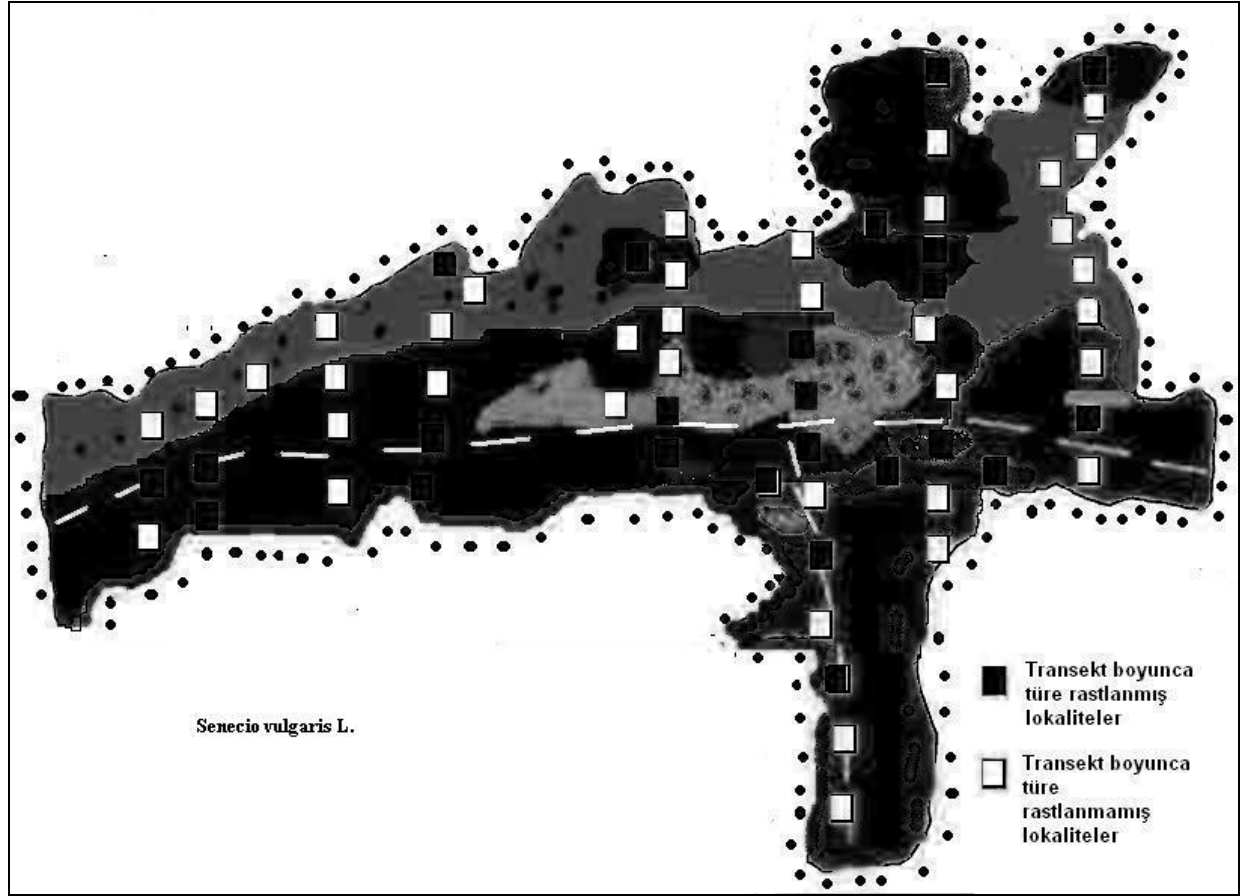 Transekt boyunca
türe rastlanmış
lokaliteler
Senecio vulgaris L.
Transekt boyunca
türe
rastlanmamış
lokaliteler